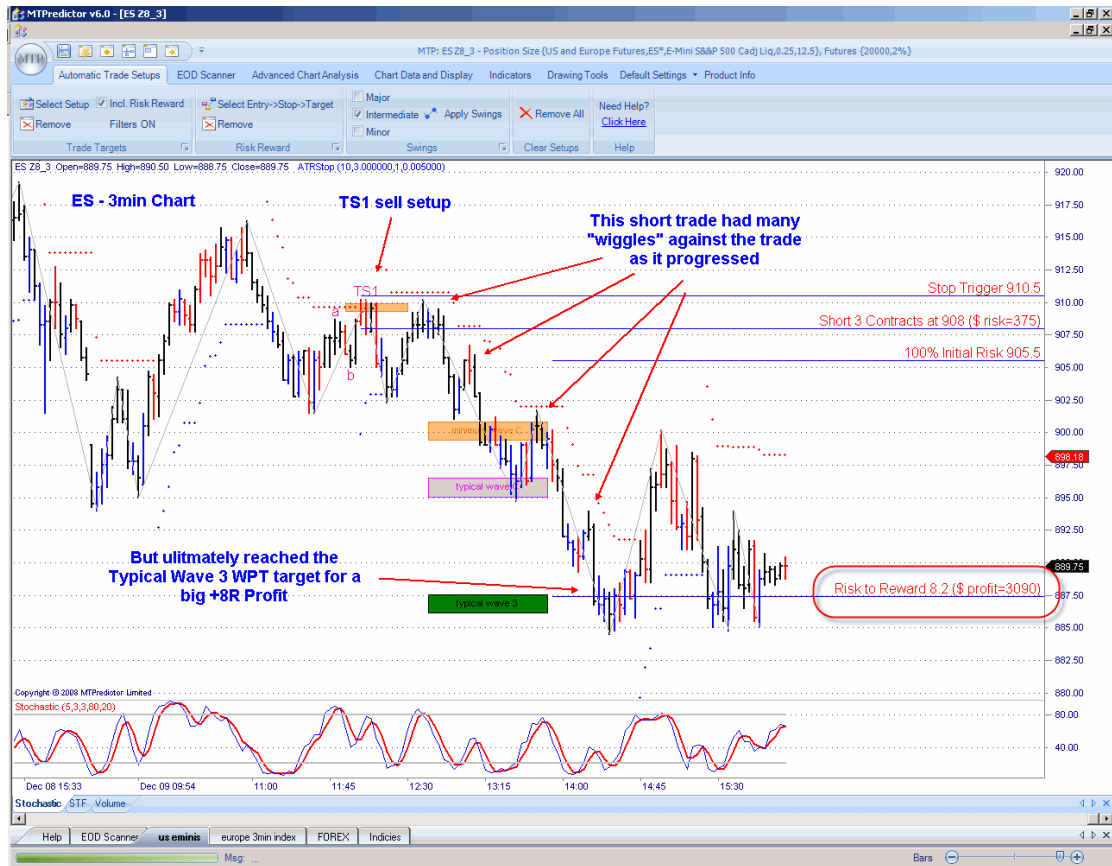 MTPredictor v6.0 - [ES Z8_3]
MTP
MTP: ES Z8_3 - Position Size {US and Europe Futures,ES*,E-Mini S&&P 500 Cadj Liq,0.25,12.5}, Futures {20000,2%}
Automatic Trade Setups EOD Scanner Advanced Chart Analysis Chart Data and Display Indicators Drawing Tools Default Settings Product Info
Select Setup Incl. Risk Reward Select Entry->Stop->Target Major
Intermediate Apply Swings Remove All Need Help?
Remove Filters ON Remove Minor Click Here
Trade Targets Risk Reward Swings Clear Setups Help
ES Z8_3 Open=889.75 High=890.50 Low=888.75 Close=889.75 ATRStop (10,3.000000,1,0.005000)
920.00
ES - 3min Chart
TS1 sell setup
917.50
This short trade had many
"wiggles" against the trade
as it progressed
915.00
912.50
TS1
Stop Trigger 910.5
910.00
a
Short 3 Contracts at 908 ($ risk=375)
907.50
b
100% Initial Risk 905.5
905.00
902.50
900.00
898.18
897.50
typical wave
895.00
892.50
But ulitmately reached the
Typical Wave 3 WPT target for a
big +8R Profit
889.75
Risk to Reward 8.2 ($ profit=3090)
887.50
typical wave 3
885.00
882.50
880.00
Copyright © 2008 MTPredictor Limited
Stochastic (5,3,3,80,20)
80.00
40.00
Dec 08 15:33 Dec 09 09:54 11:00 11:45 12:30 13:15 14:00 14:45 15:30
Stochastic STF Volume
Help EOD Scanner us eminis europe 3min index FOREX Indicies
Msg: ... Bars